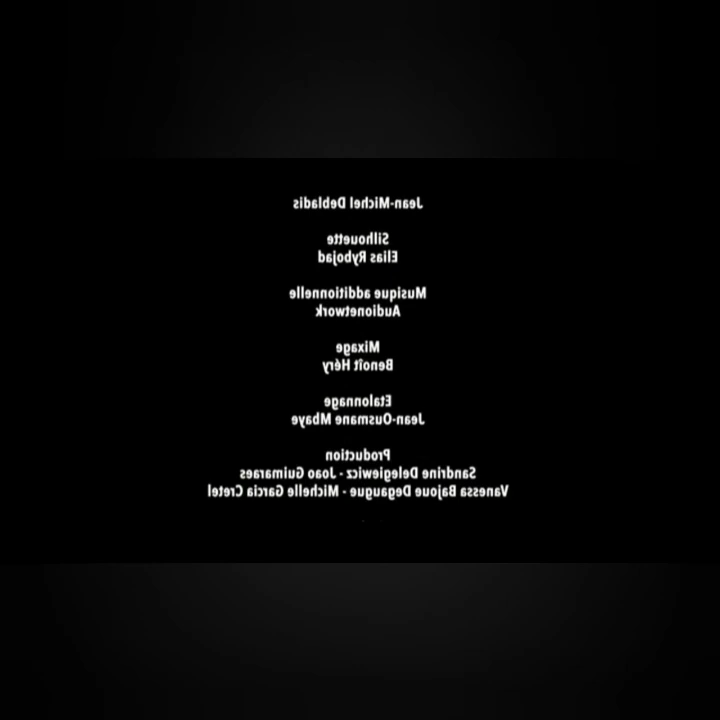 Jean-Michel Debladis
Silhouette
Elias Rybojad
Musique additionnelle
Audionetwork
Mixage
Benoît Héry
Etalonnage
Jean-Ousmane Mbaye
Production
Sandrine Delegiewicz - Joao Guimaraes
Vanessa Bajoue Degaugue - Michelle Garcia Cretel